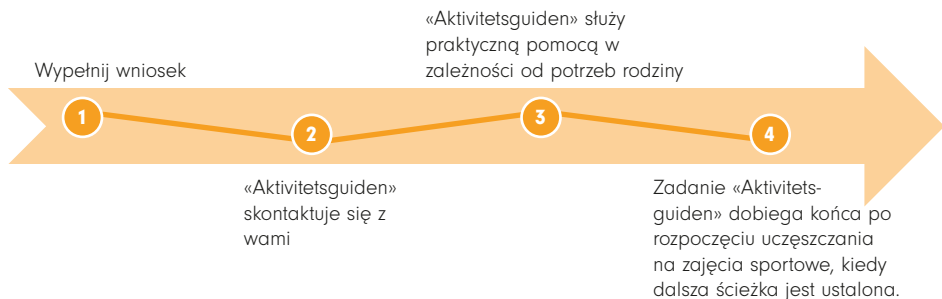 Wypełnij wniosek
1
2
«Aktivitetsguiden»
skontaktuje się z
wami
«Aktivitetsguiden» służy
praktyczną pomocą w
zależności od potrzeb rodziny
3
4
Zadanie «Aktivitets-
guiden» dobiega końca po
rozpoczęciu uczęszczania
na zajęcia sportowe, kiedy
dalsza ścieżka jest ustalona.